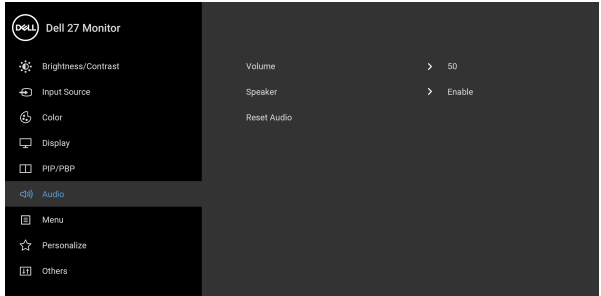 DELL
Dell 27 Monitor
Brightness/Contrast
Input Source
Color
Display
PIP/PBP
Audio
Menu
Personalize
Others
Volume 50
Speaker Enable
Reset Audio